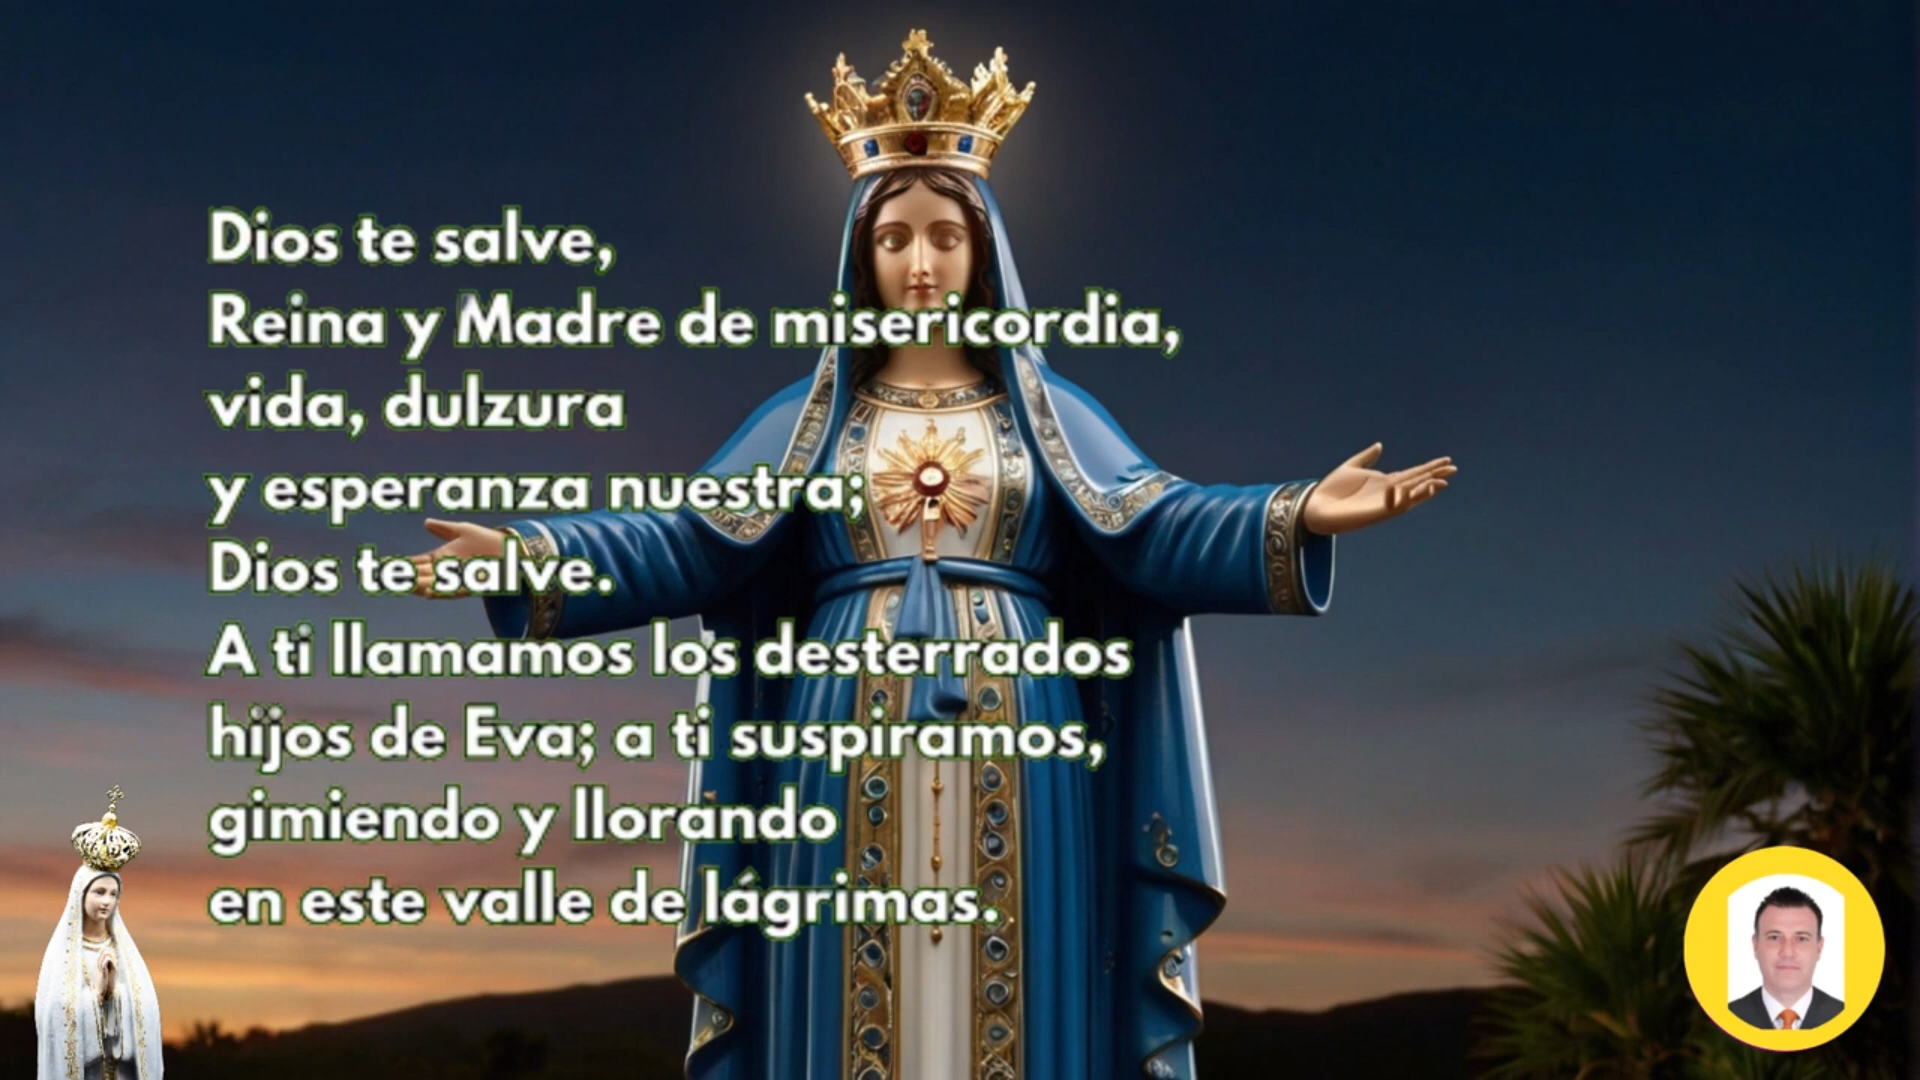 Dios te salve,
Reina y Madre de misericordia,
vida, dulzura
y esperanza nuestra;
Dios te salve.
A ti llamamos los desterrados
hijos de Eva; a ti suspiramos,
gimiendo y llorando
en este valle de lágrimas.